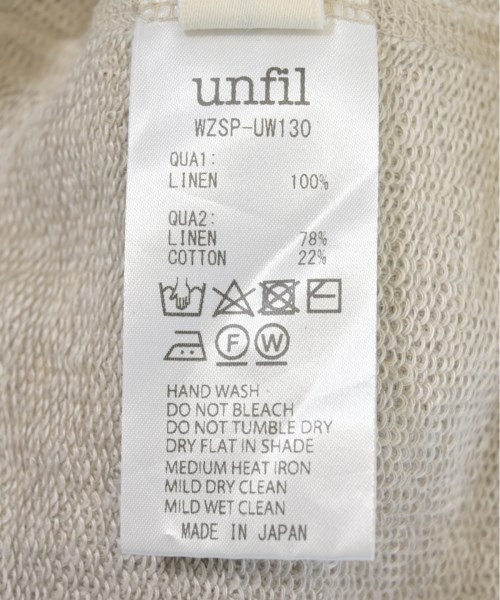 unfil
WZSP-UW130
QUA1:
LINEN 100%
QUA2:
LINEN 78%
COTTON 22%
F W
HAND WASH
DO NOT BLEACH
DO NOT TUMBLE DRY
DRY FLAT IN SHADE
MEDIUM HEAT IRON
MILD DRY CLEAN
MILD WET CLEAN
MADE IN JAPAN